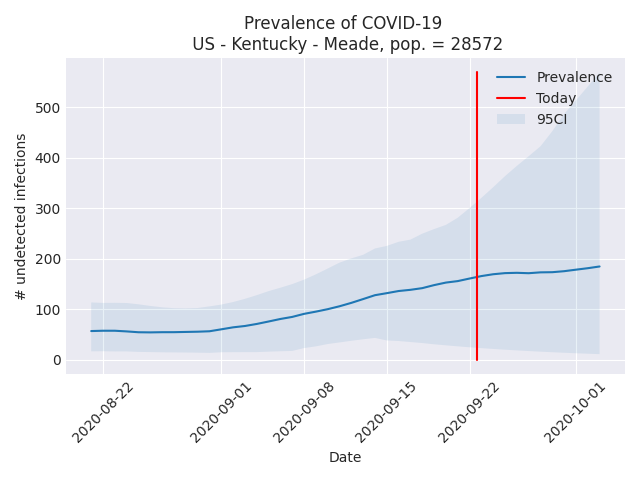 Prevalence of COVID-19
US - Kentucky - Meade, pop. = 28572
Prevalence
Today
95CI
# undetected infections
500
400
300
200
100
0
2020-08-22
2020-09-01
2020-09-08
2020-09-15
2020-09-22
2020-10-01
Date